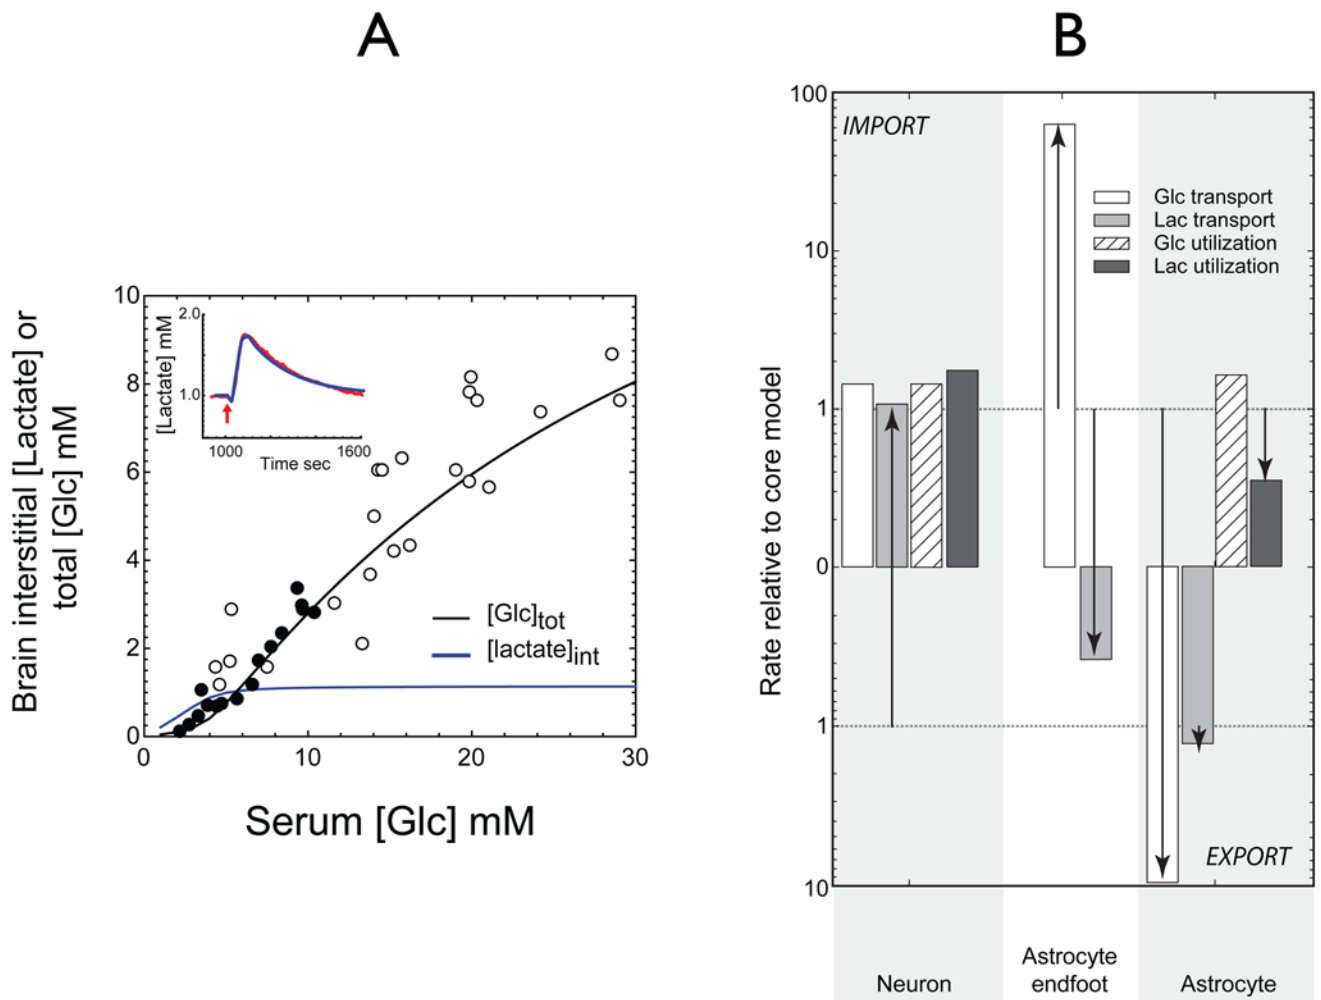 A
B
Brain interstitial [Lactate] or
total [Glc] mM
10
8
6
4
2
0
0
10
20
30
Serum [Glc] mM
[Lactate] mM
2.0
1.0
1000
1600
Time sec
[Glc]tot
[lactate]int
Rate relative to core model
100
10
1
0
1
10
IMPORT
Glc transport
Lac transport
Glc utilization
Lac utilization
EXPORT
Neuron
Astrocyte
endfoot
Astrocyte